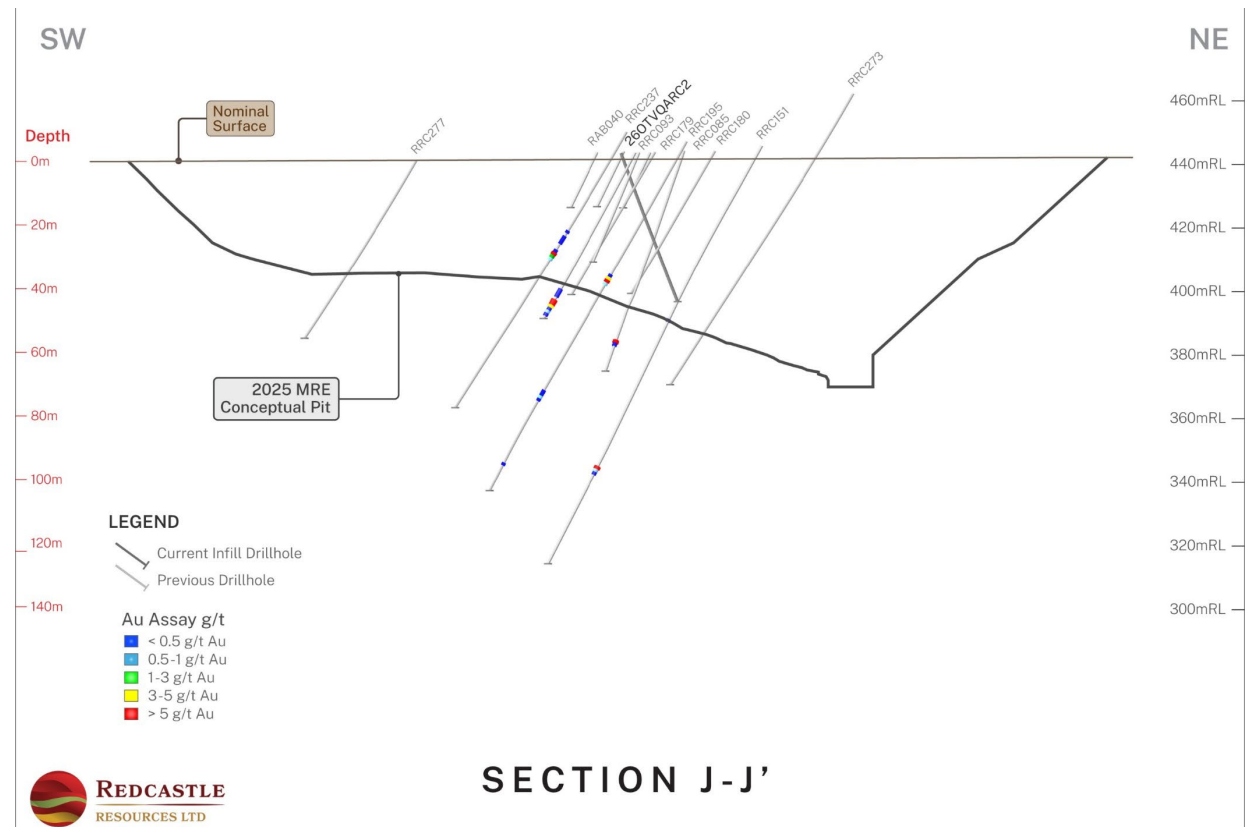 SW
NE
Nominal
Surface
Depth
0m
20m
40m
60m
80m
100m
120m
140m
460mRL
440mRL
420mRL
400mRL
380mRL
360mRL
340mRL
320mRL
300mRL
RRC277
RAB040
RRC237
26OTVQARC2
RRC093
RRC179
RRC195
RRC085
RRC180
RRC151
RRC273
2025 MRE
Conceptual Pit
LEGEND
Current Infill Drillhole
Previous Drillhole
Au Assay g/t
< 0.5 g/t Au
0.5-1 g/t Au
1-3 g/t Au
3-5 g/t Au
> 5 g/t Au
SECTION J-J’
REDCASTLE
RESOURCES LTD